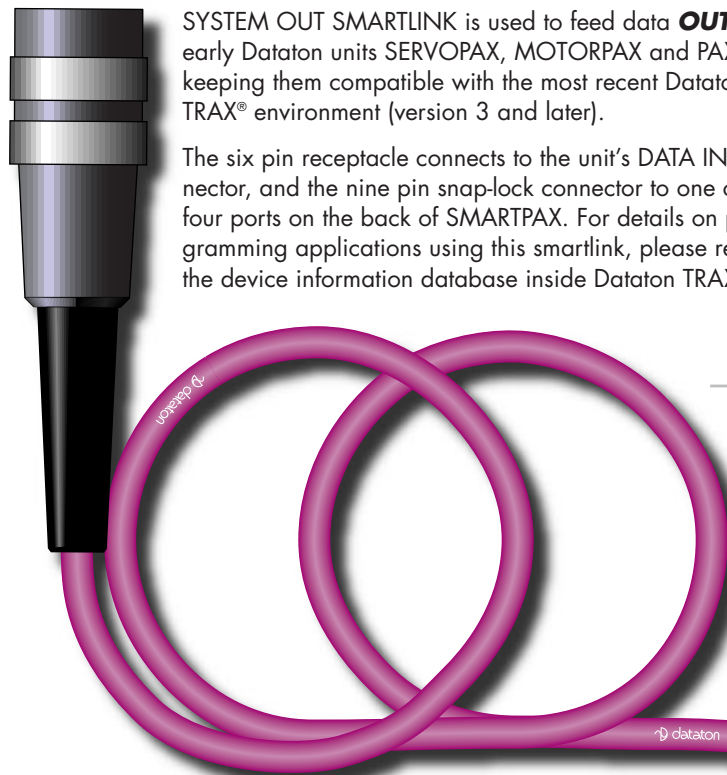 SYSTEM OUT SMARTLINK is used to feed data OUT
early Dataton units SERVOPAX, MOTORPAX and PAX
keeping them compatible with the most recent Datato
TRAX® environment (version 3 and later).
The six pin receptacle connects to the unit’s DATA IN
nector, and the nine pin snap-lock connector to one o
four ports on the back of SMARTPAX. For details on p
gramming applications using this smartlink, please re
the device information database inside Dataton TRAX
dataton
dataton